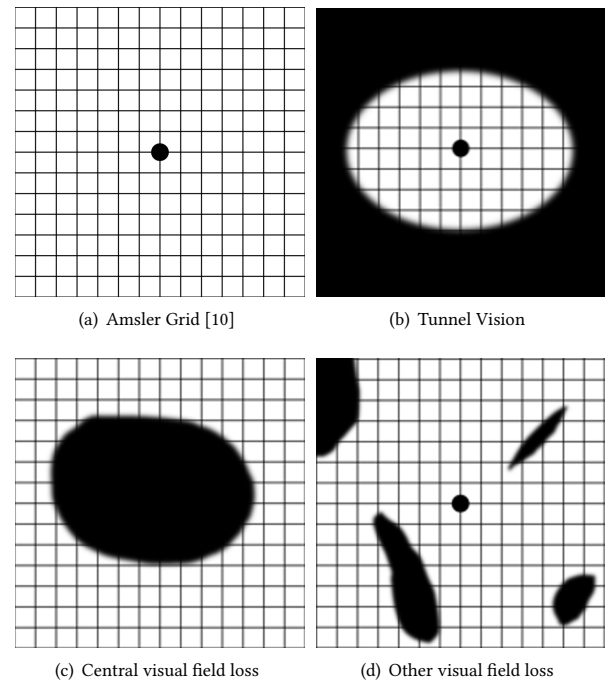 (a) Amsler Grid [10]
(b) Tunnel Vision
(c) Central visual field loss
(d) Other visual field loss